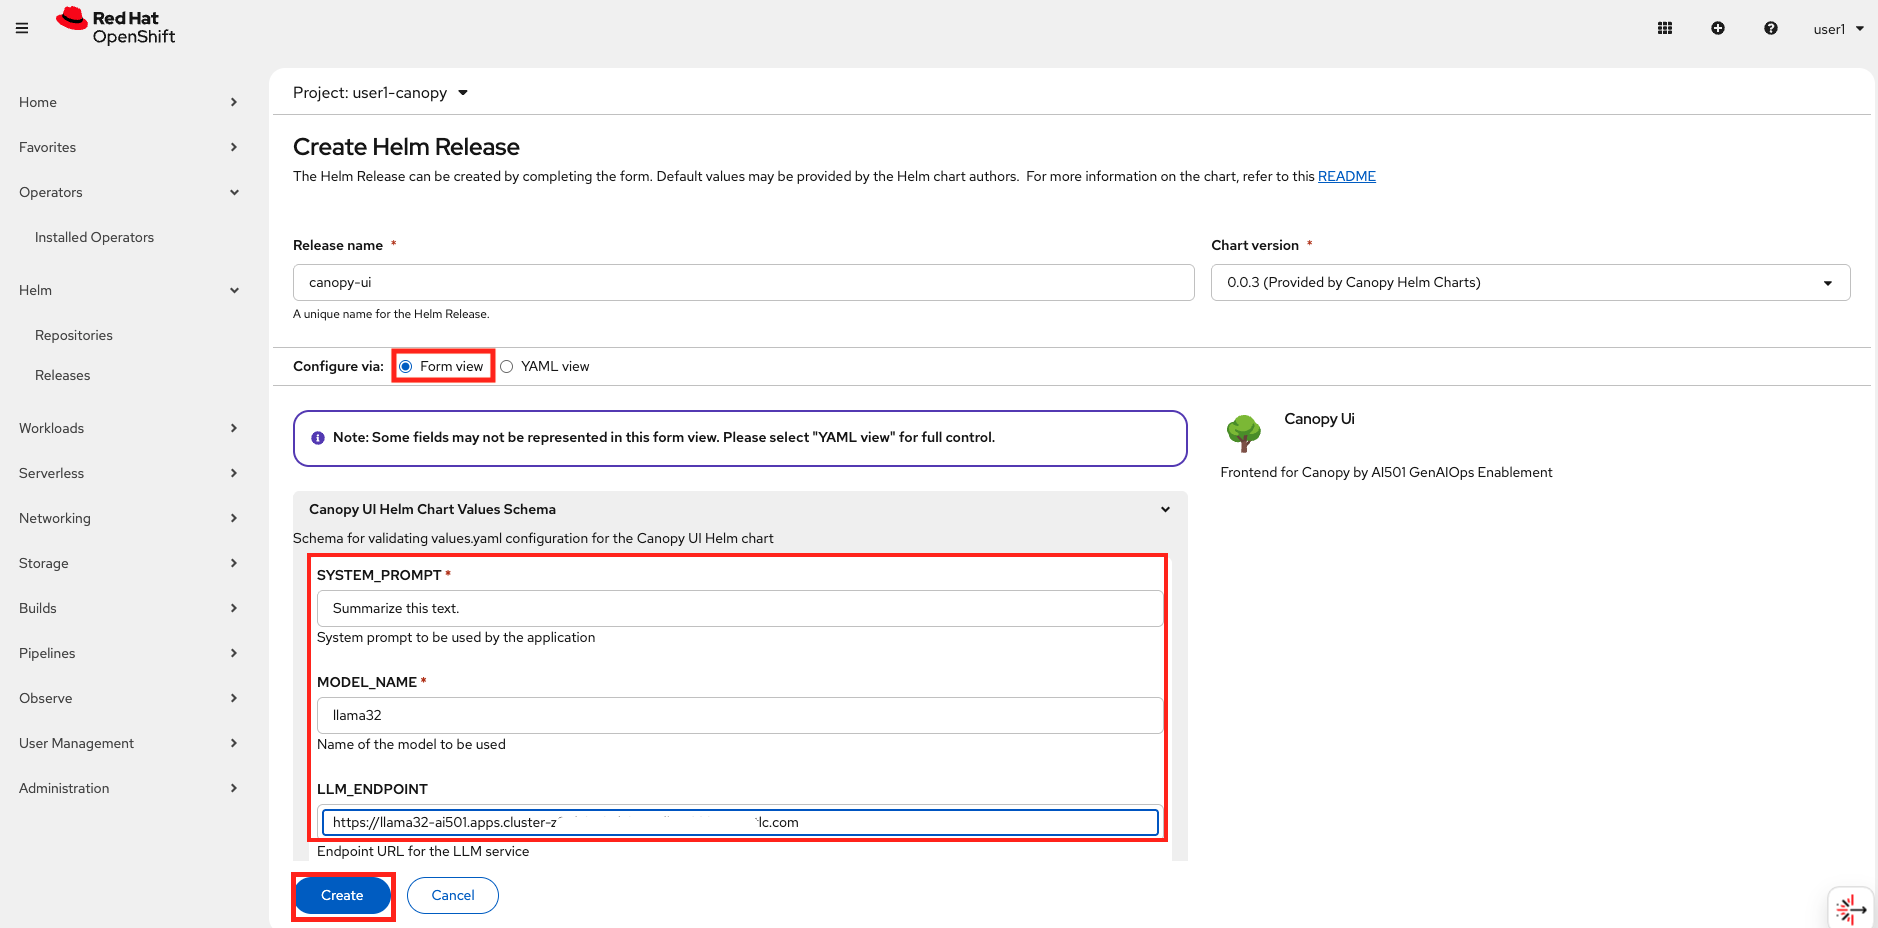 Red Hat
OpenShift
user1
Home
Favorites
Operators
Installed Operators
Helm
Repositories
Releases
Workloads
Serverless
Networking
Storage
Builds
Pipelines
Observe
User Management
Administration
Project: user1-canopy
Create Helm Release
The Helm Release can be created by completing the form. Default values may be provided by the Helm chart authors. For more information on the chart, refer to this README
Release name *
canopy-ui
A unique name for the Helm Release.
Chart version *
0.0.3 (Provided by Canopy Helm Charts)
Configure via: Form view YAML view
Note: Some fields may not be represented in this form view. Please select "YAML view" for full control.
Canopy UI Helm Chart Values Schema
Schema for validating values.yaml configuration for the Canopy UI Helm chart
SYSTEM_PROMPT *
Summarize this text.
System prompt to be used by the application
MODEL_NAME *
llama32
Name of the model to be used
LLM_ENDPOINT
https://llama32-ai501.apps.cluster- lc.com
Endpoint URL for the LLM service
Create Cancel
Canopy Ui
Frontend for Canopy by AI501 GenAIOps Enablement